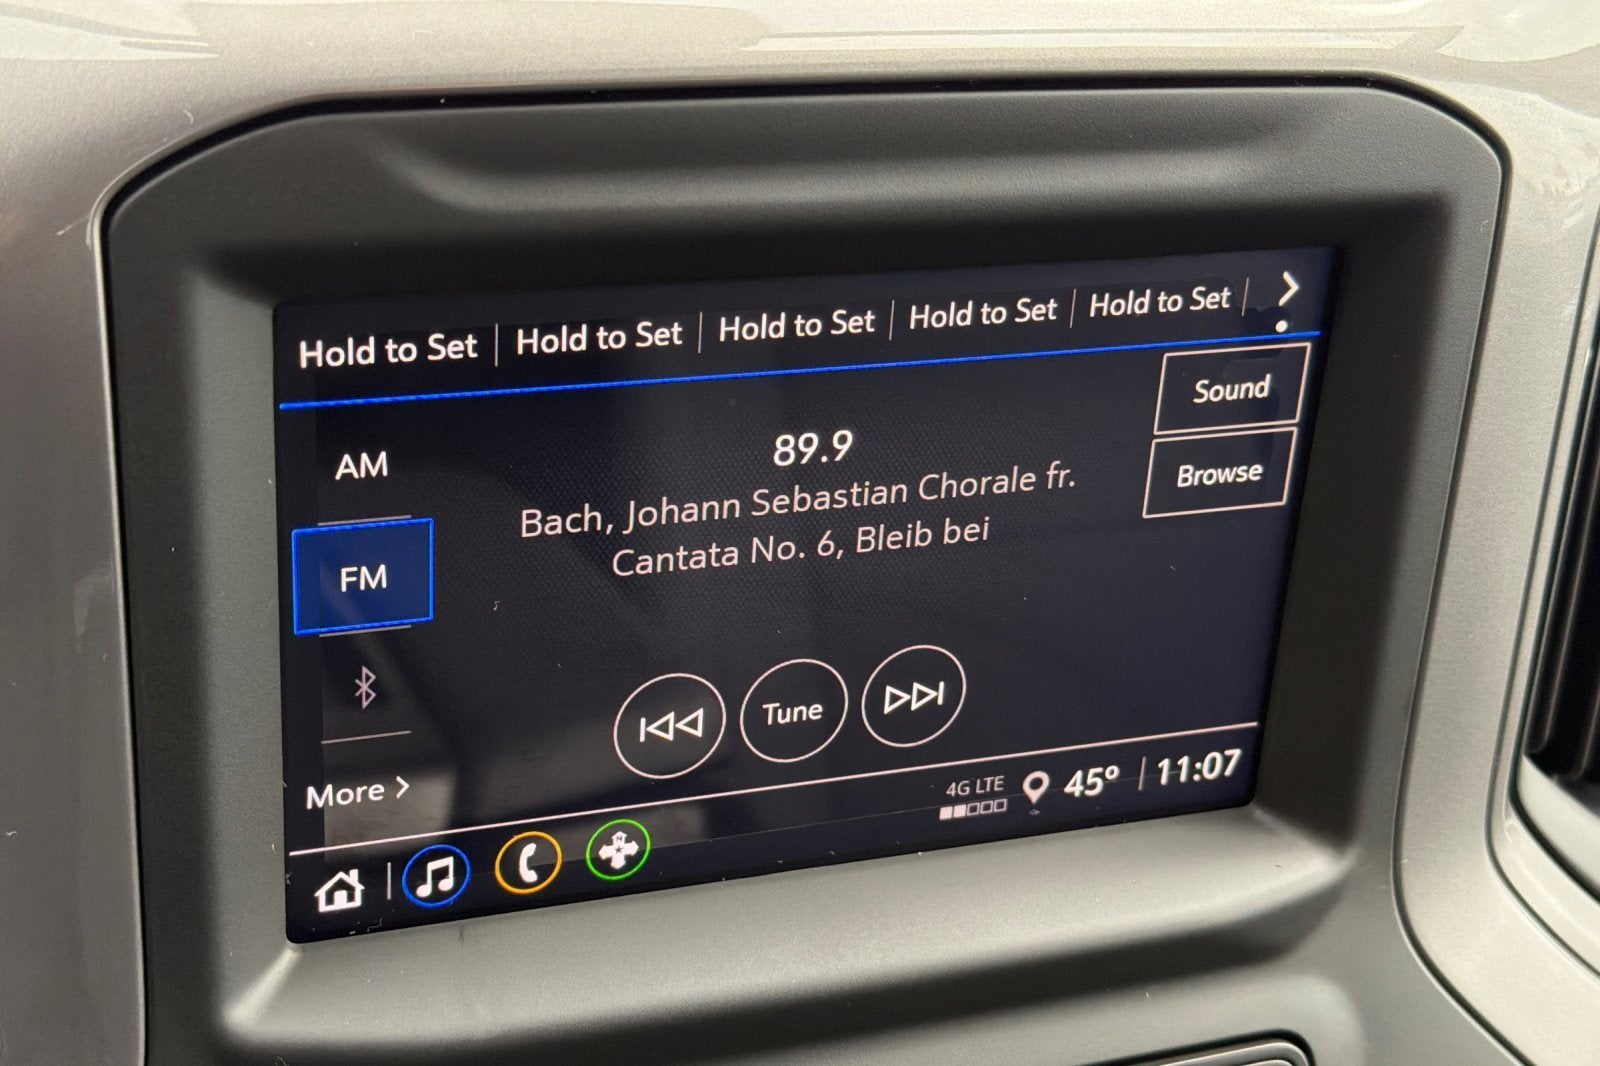 Hold to Set | Hold to Set | Hold to Set | Hold to Set | Hold to Set
Sound
AM
89.9
Browse
Bach, Johann Sebastian Chorale fr.
Cantata No. 6, Bleib bei
FM
Tune
More >
4G LTE
45° | 11:07
N